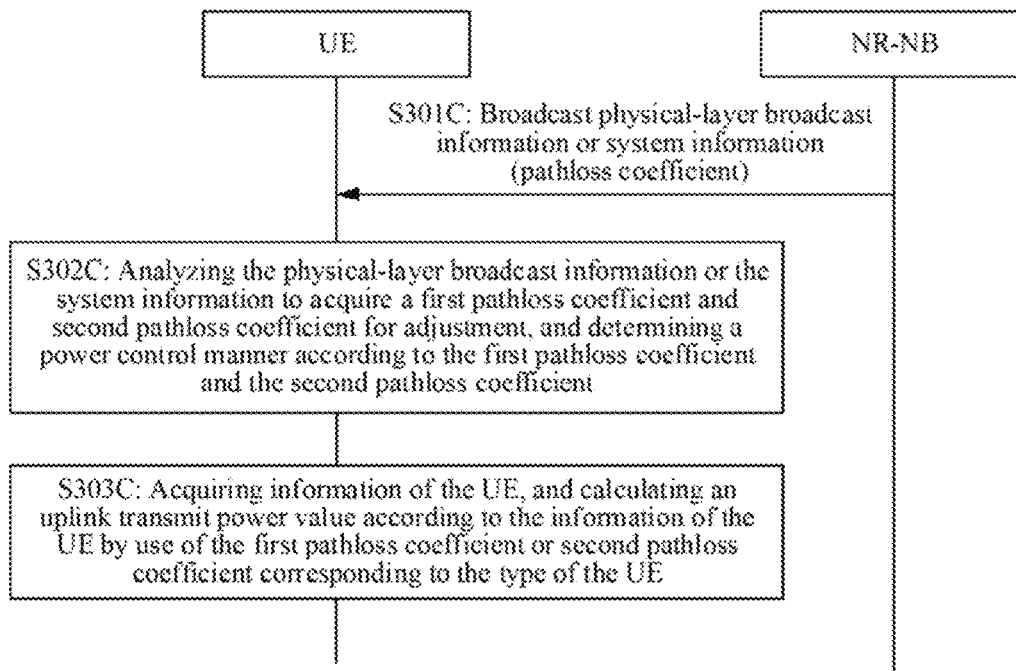 UE
NR-NB
S301C: Broadcast physical-layer broadcast
information or system information
(pathloss coefficient)
S302C: Analyzing the physical-layer broadcast information or the
system information to acquire a first pathloss coefficient and
second pathloss coefficient for adjustment, and determining a
power control manner according to the first pathloss coefficient
and the second pathloss coefficient
S303C: Acquiring information of the UE, and calculating an
uplink transmit power value according to the information of the
UE by use of the first pathloss coefficient or second pathloss
coefficient corresponding to the type of the UE